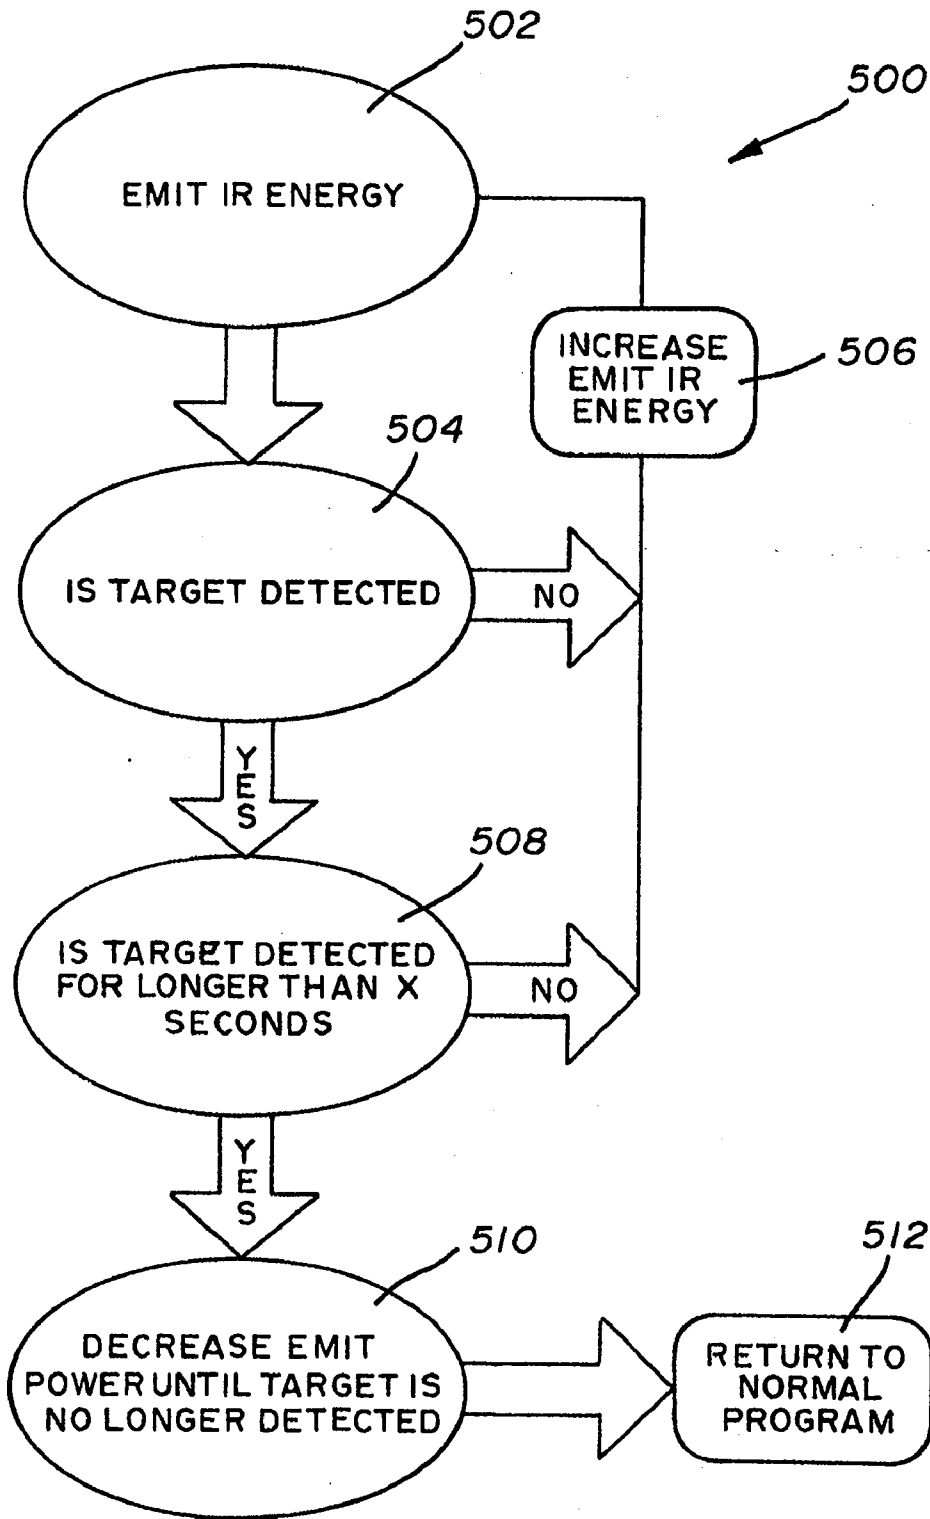 502
500
EMIT IR ENERGY
INCREASE
EMIT IR
ENERGY
506
504
IS TARGET DETECTED
NO
YES
508
IS TARGET DETECTED
FOR LONGER THAN X
SECONDS
NO
YES
510
512
DECREASE EMIT
POWER UNTIL TARGET IS
NO LONGER DETECTED
RETURN TO
NORMAL
PROGRAM